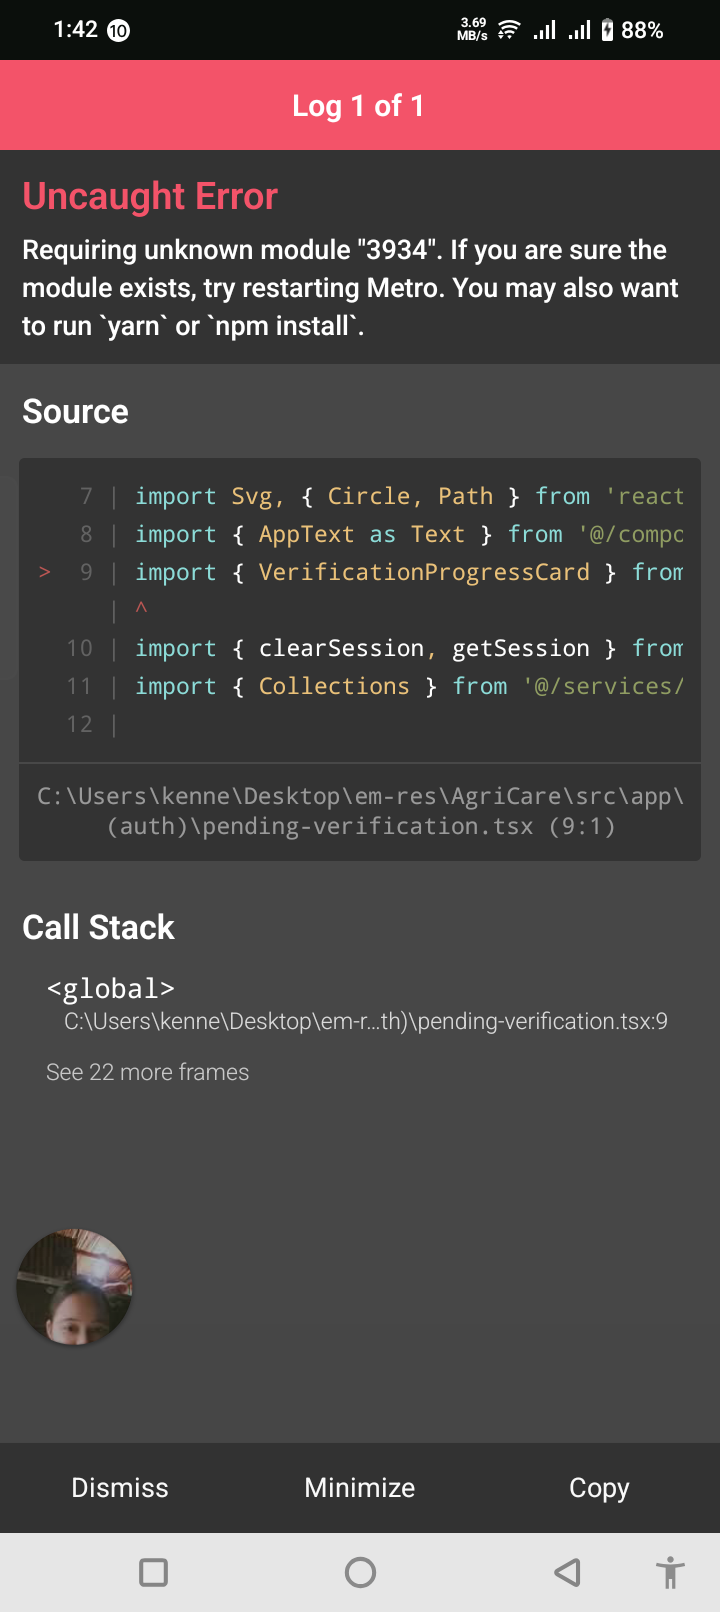 1:42 10 3.69 MB/s 88%
Log 1 of 1
Uncaught Error
Requiring unknown module "3934". If you are sure the
module exists, try restarting Metro. You may also want
to run `yarn` or `npm install`.
Source
7 | import Svg, { Circle, Path } from 'react
8 | import { AppText as Text } from '@/compo
> 9 | import { VerificationProgressCard } from
| ^
10 | import { clearSession, getSession } from
11 | import { Collections } from '@/services/
12 |
C:\Users\kenne\Desktop\em-res\AgriCare\src\app\
(auth)\pending-verification.tsx (9:1)
Call Stack
<global>
C:\Users\kenne\Desktop\em-r...th)\pending-verification.tsx:9
See 22 more frames
Dismiss Minimize Copy